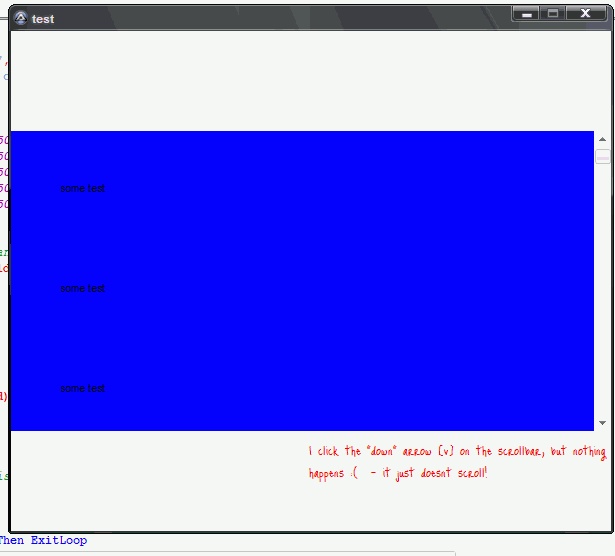 test
some test
some test
some test
I click the "down" arrow (v) on the scrollbar, but nothing
happens :( - it just doesnt scroll!
Then ExitLoop